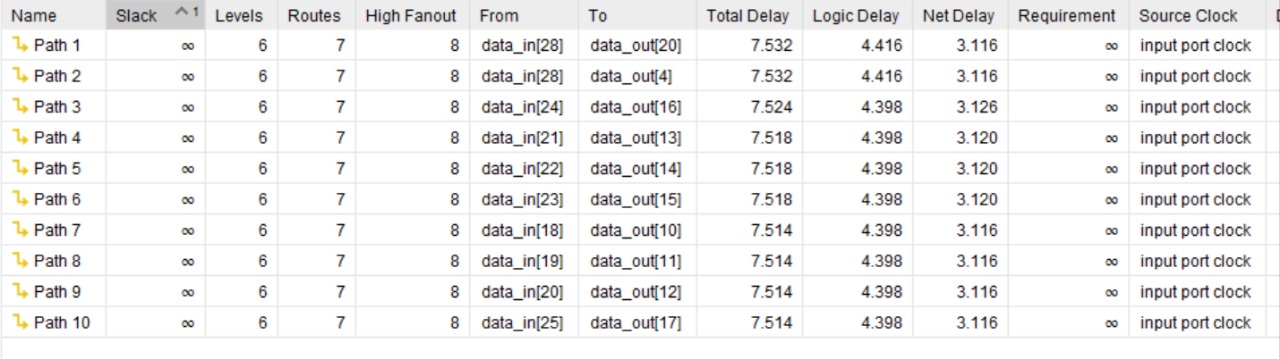 Name Slack ^ 1 Levels Routes High Fanout From To Total Delay Logic Delay Net Delay Requirement Source Clock
Path 1 ∞ 6 7 8 data_in[28] data_out[20] 7.532 4.416 3.116 ∞ input port clock
Path 2 ∞ 6 7 8 data_in[28] data_out[4] 7.532 4.416 3.116 ∞ input port clock
Path 3 ∞ 6 7 8 data_in[24] data_out[16] 7.524 4.398 3.126 ∞ input port clock
Path 4 ∞ 6 7 8 data_in[21] data_out[13] 7.518 4.398 3.120 ∞ input port clock
Path 5 ∞ 6 7 8 data_in[22] data_out[14] 7.518 4.398 3.120 ∞ input port clock
Path 6 ∞ 6 7 8 data_in[23] data_out[15] 7.518 4.398 3.120 ∞ input port clock
Path 7 ∞ 6 7 8 data_in[18] data_out[10] 7.514 4.398 3.116 ∞ input port clock
Path 8 ∞ 6 7 8 data_in[19] data_out[11] 7.514 4.398 3.116 ∞ input port clock
Path 9 ∞ 6 7 8 data_in[20] data_out[12] 7.514 4.398 3.116 ∞ input port clock
Path 10 ∞ 6 7 8 data_in[25] data_out[17] 7.514 4.398 3.116 ∞ input port clock